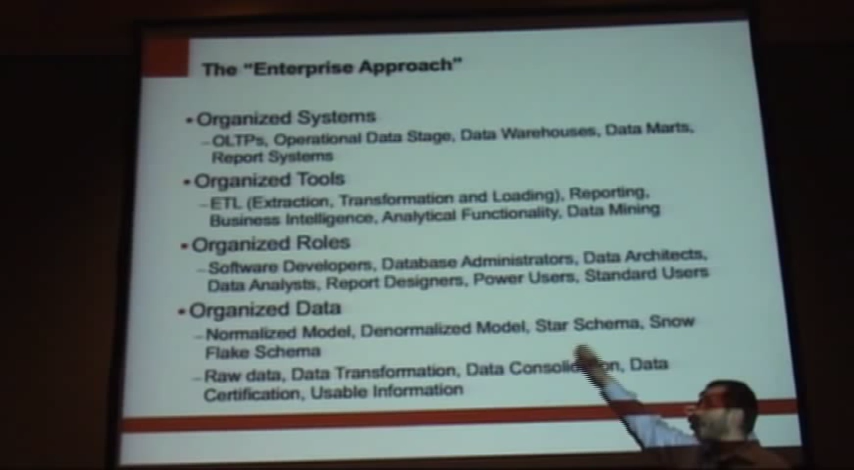 The "Enterprise Approach"
•Organized Systems
–OLTPs, Operational Data Stage, Data Warehouses, Data Marts,
Report Systems
•Organized Tools
–ETL (Extraction, Transformation and Loading), Reporting,
Business Intelligence, Analytical Functionality, Data Mining
•Organized Roles
–Software Developers, Database Administrators, Data Architects,
Data Analysts, Report Designers, Power Users, Standard Users
•Organized Data
–Normalized Model, Denormalized Model, Star Schema, Snow
Flake Schema
–Raw data, Data Transformation, Data Consolidation, Data
Certification, Usable Information